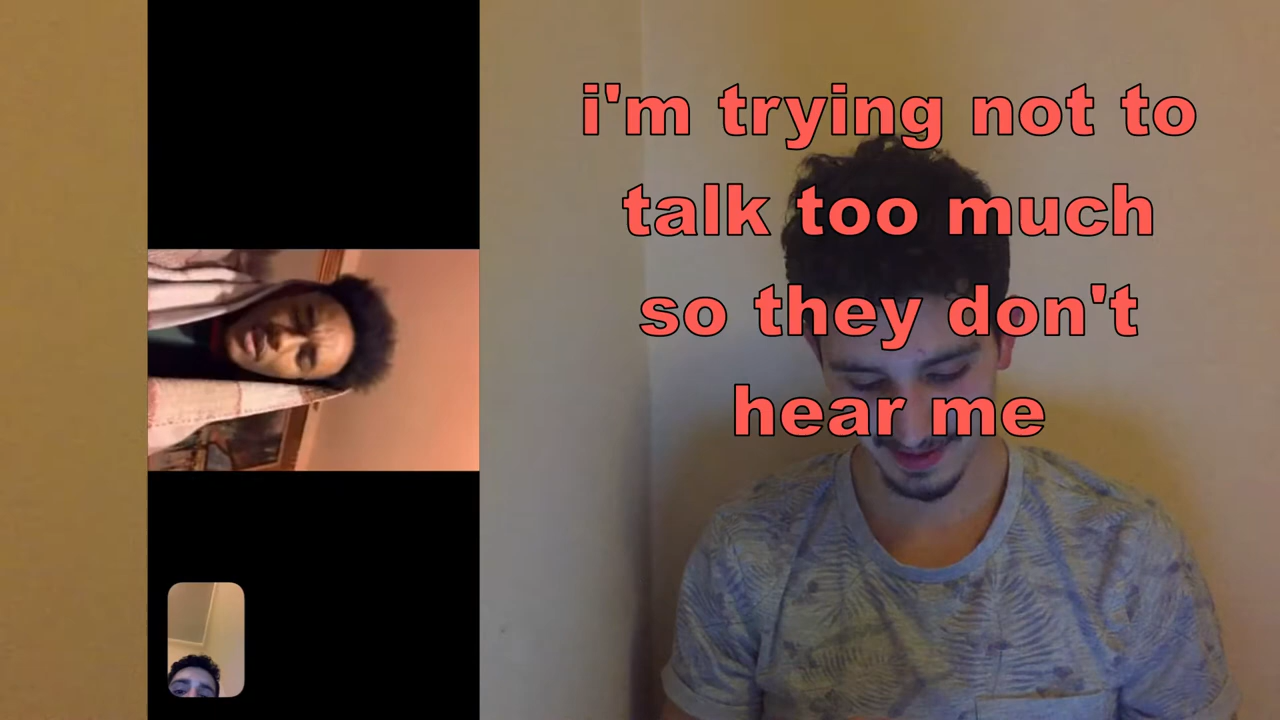 i'm trying not to
talk too much
so they don't
hear me